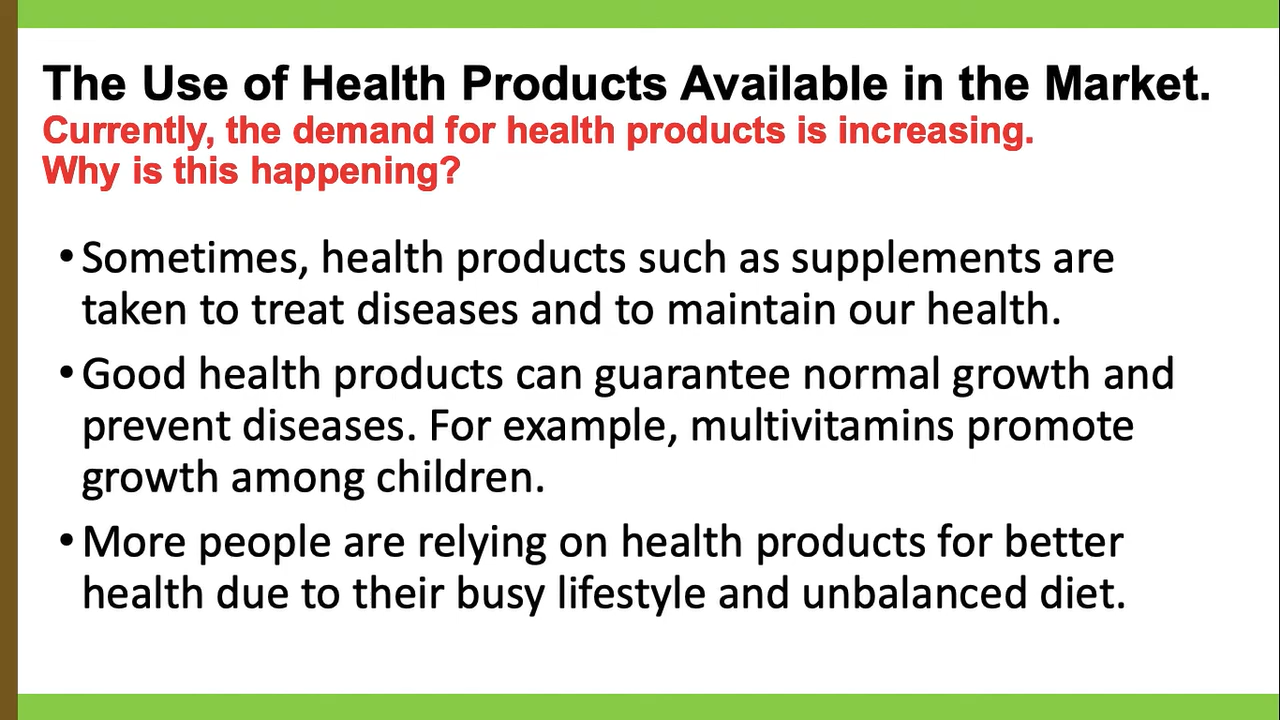 The Use of Health Products Available in the Market.
Currently, the demand for health products is increasing.
Why is this happening?
• Sometimes, health products such as supplements are
taken to treat diseases and to maintain our health.
• Good health products can guarantee normal growth and
prevent diseases. For example, multivitamins promote
growth among children.
• More people are relying on health products for better
health due to their busy lifestyle and unbalanced diet.